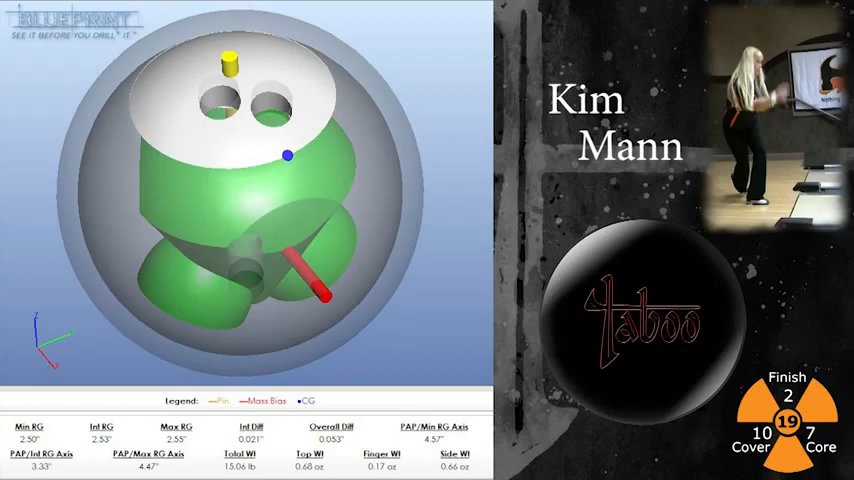 BLUEPRINT
SEE IT BEFORE YOU DRILL IT.
Kim
Mann
Nothing
Taboo
Z
X
Legend: Pin Mass Bias CG
Min RG Int RG Max RG Int Diff Overall Diff PAP/Min RG Axis
2.50" 2.53" 2.55" 0.021" 0.053" 4.57"
PAP/Int RG Axis PAP/Max RG Axis Total Wt Top Wt Finger Wt Side Wt
3.33" 4.47" 15.06 lb 0.68 oz 0.17 oz 0.66 oz
Finish
2
19
10 7
Cover Core